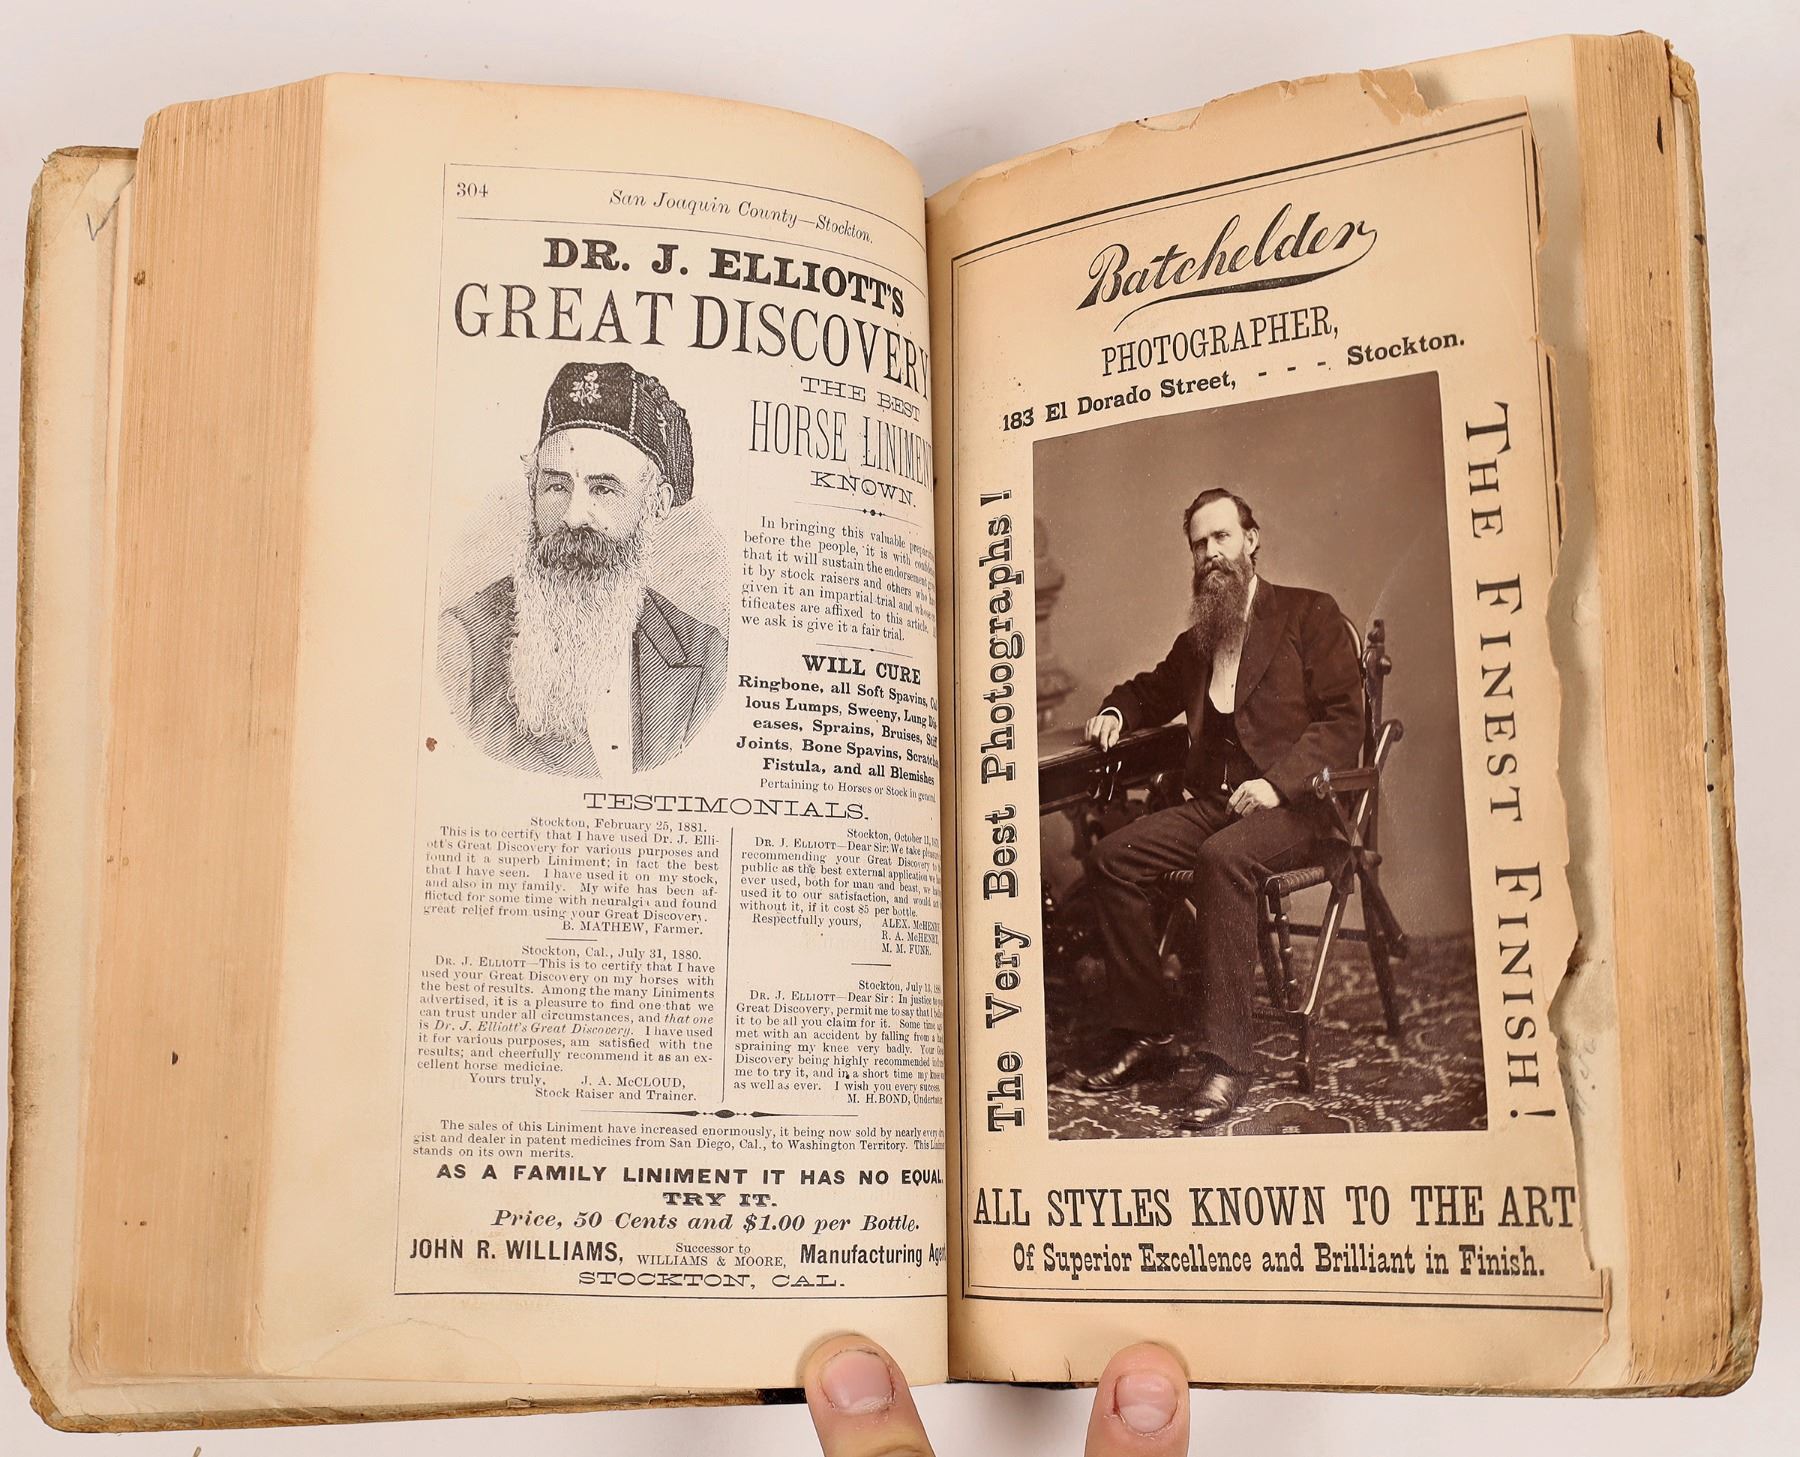 304
San Joaquin County—Stockton.
DR. J. ELLIOTT'S
GREAT DISCOVERY
THE BEST
HORSE LINIMENT
KNOWN.
In bringing this valuable
before the people, it is with
that it will sustain the endorsement
it by stock raisers and others who
given it an impartial trial and whose
tificates are affixed to this article.
we ask is give it a fair trial.
WILL CURE
Ringbone, all Soft Spavins,
lous Lumps, Sweeny, Lung
eases, Sprains, Bruises, Stiff
Joints, Bone Spavins, Scratches
Fistula, and all Blemishes
Pertaining to Horses or Stock in general
TESTIMONIALS.
Stockton, February 25, 1881.
This is to certify that I have used Dr. J. Elli-
ott's Great Discovery for various purposes and
found it a superb Liniment; in fact the best
that I have seen. I have used it on my stock,
and also in my family. My wife has been af-
flicted for some time with neuralgia and found
great relief from using your Great Discovery.
B. MATHEW, Farmer.
Stockton, Cal., July 31, 1880.
DR. J. ELLIOTT—This is to certify that I have
used your Great Discovery on my horses with
the best of results. Among the many Liniments
advertised, it is a pleasure to find one that we
can trust under all circumstances, and that one
is Dr. J. Elliott's Great Discovery. I have used
it for various purposes, am satisfied with the
results; and cheerfully recommend it as an ex-
cellent horse medicine.
Yours truly, J. A. McCLOUD,
Stock Raiser and Trainer.
Stockton, October 11,
DR. J. ELLIOTT—Dear Sir: We take pleasure
recommending your Great Discovery to
public as the best external application we
ever used, both for man and beast, we
used it to our satisfaction, and would
without it, if it cost $5 per bottle.
Respectfully yours, ALEX. McHENRY,
R. A. McHENRY,
M. M. FUNK.
Stockton, July 13,
DR. J. ELLIOTT—Dear Sir: In justice to
Great Discovery, permit me to say that I
it to be all you claim for it. Some time
met with an accident by falling from a
spraining my knee very badly. Your
Discovery being highly recommended
me to try it, and in a short time my knee
as well as ever. I wish you every success.
M. H. BOND,
The sales of this Liniment have increased enormously, it being now sold by nearly every
gist and dealer in patent medicines from San Diego, Cal., to Washington Territory. This
stands on its own merits.
AS A FAMILY LINIMENT IT HAS NO EQUAL.
TRY IT.
Price, 50 Cents and $1.00 per Bottle.
JOHN R. WILLIAMS, Successor to WILLIAMS & MOORE, Manufacturing Agent
STOCKTON, CAL.
Batchelder
PHOTOGRAPHER,
183 El Dorado Street, - - - Stockton.
The Very Best Photographs!
THE FINEST FINISH!
ALL STYLES KNOWN TO THE ART
Of Superior Excellence and Brilliant in Finish.